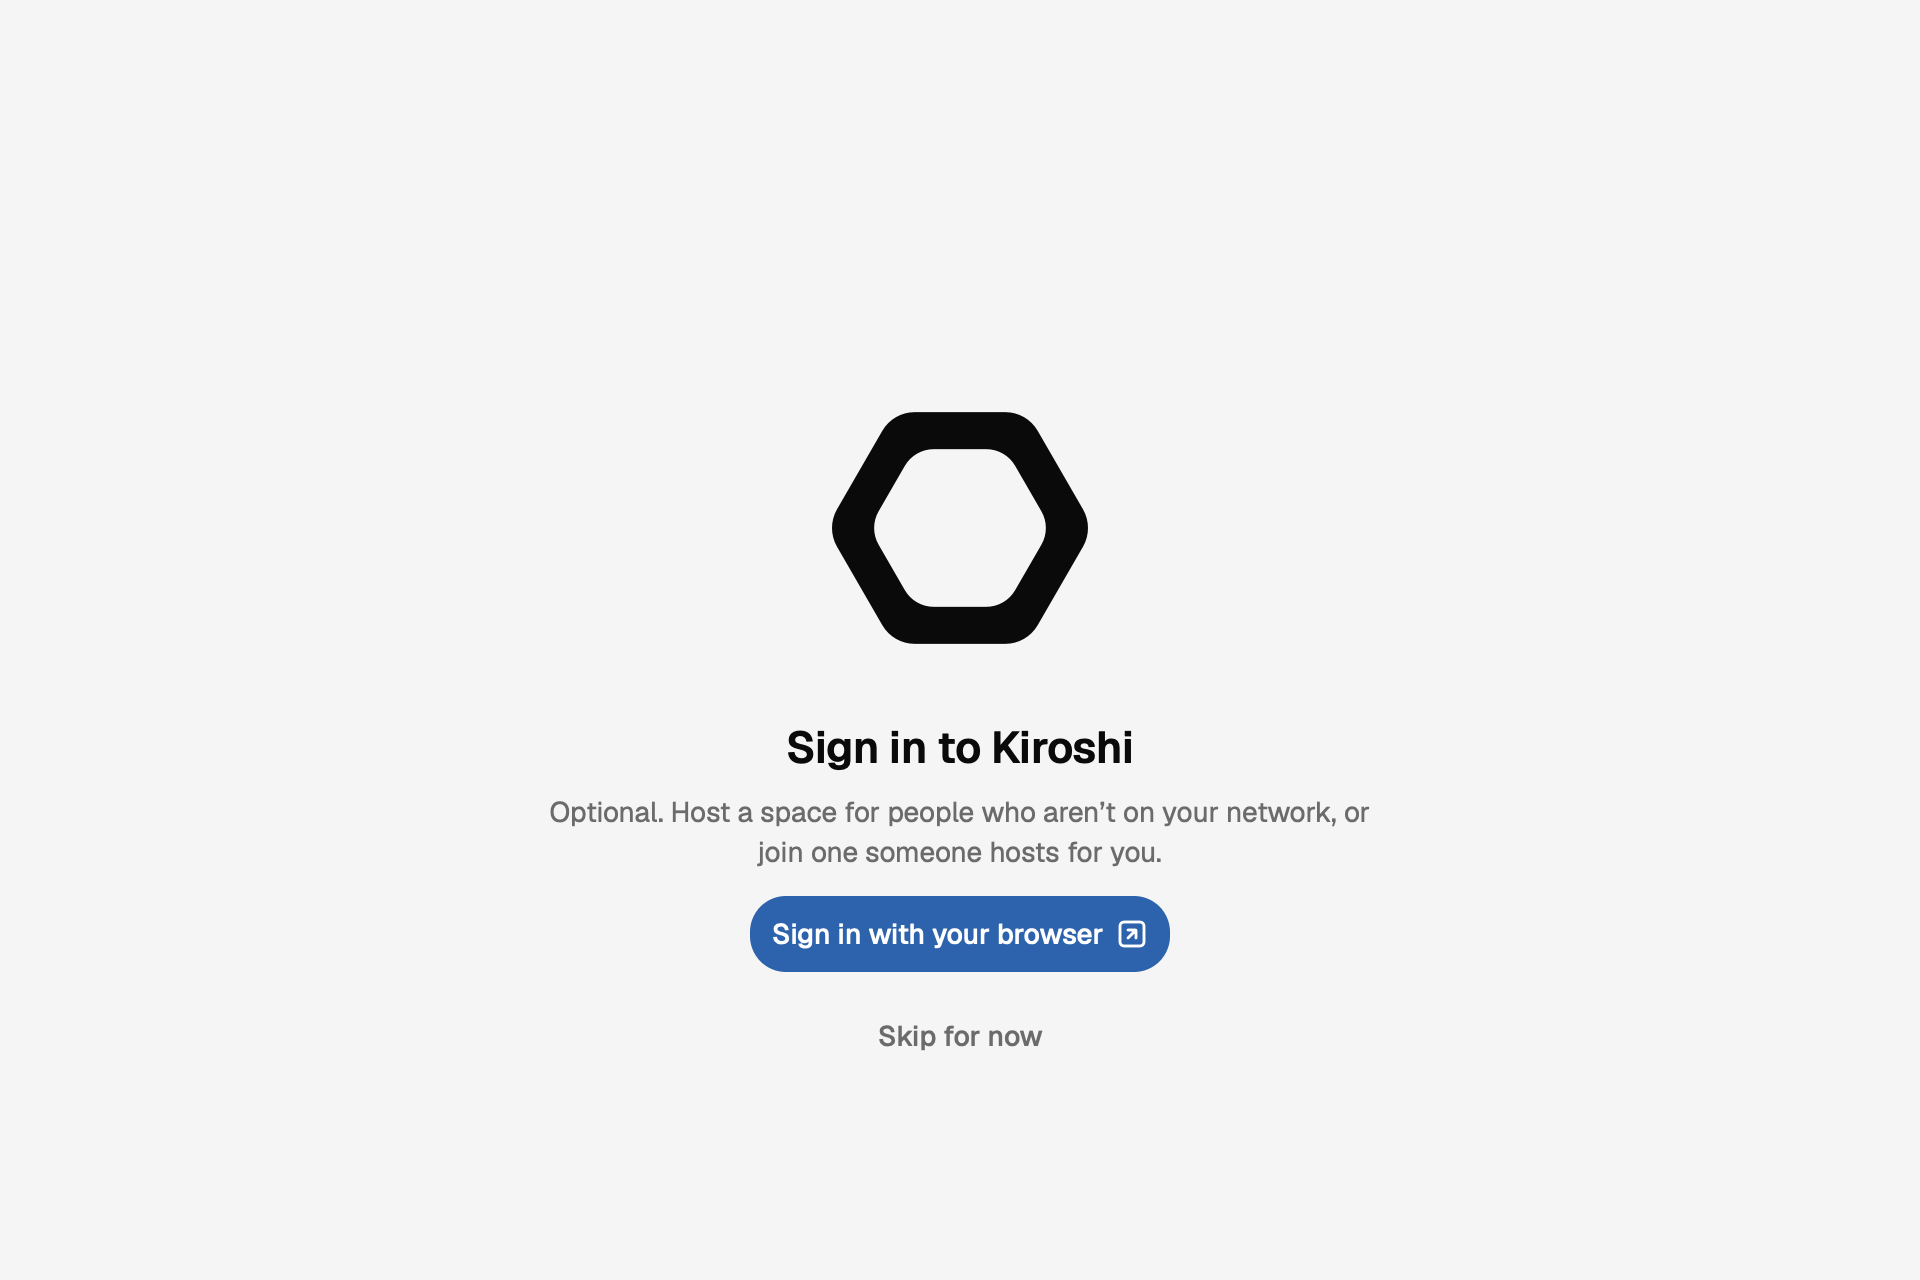 Sign in to Kiroshi
Optional. Host a space for people who aren’t on your network, or
join one someone hosts for you.
Sign in with your browser
Skip for now